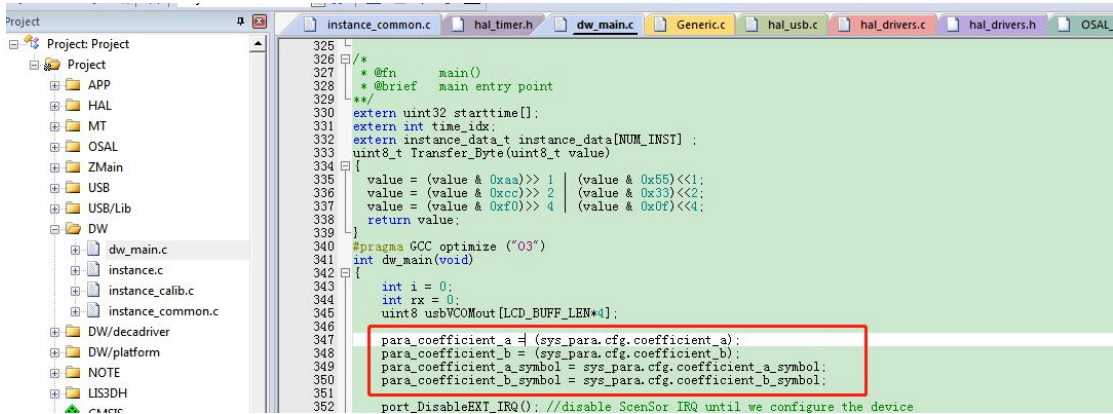 Project
instance_common.c
hal_timer.h
dw_main.c
Generic.c
hal_usb.c
hal_drivers.c
hal_drivers.h
OSAL_
Project: Project
Project
APP
HAL
MT
OSAL
ZMain
USB
USB/Lib
DW
dw_main.c
instance.c
instance_calib.c
instance_common.c
DW/decadriver
DW/platform
NOTE
LIS3DH
CMSIS
325
326 /*
327 * @fn main()
328 * @brief main entry point
329 **/
330 extern uint32 starttime[];
331 extern int time_idx;
332 extern instance_data_t instance_data[NUM_INST] ;
333 uint8_t Transfer_Byte(uint8_t value)
334 {
335 value = (value & 0xaa)>> 1 | (value & 0x55)<<1;
336 value = (value & 0xcc)>> 2 | (value & 0x33)<<2;
337 value = (value & 0xf0)>> 4 | (value & 0x0f)<<4;
338 return value;
339 }
340 #pragma GCC optimize ("O3")
341 int dw_main(void)
342 {
343 int i = 0;
344 int rx = 0;
345 uint8 usbVCOMout[LCD_BUFF_LEN*4];
346
347 para_coefficient_a = (sys_para.cfg.coefficient_a);
348 para_coefficient_b = (sys_para.cfg.coefficient_b);
349 para_coefficient_a_symbol = sys_para.cfg.coefficient_a_symbol;
350 para_coefficient_b_symbol = sys_para.cfg.coefficient_b_symbol;
351
352 port_DisableEXT_IRQ(); //disable ScenSor IRQ until we configure the device